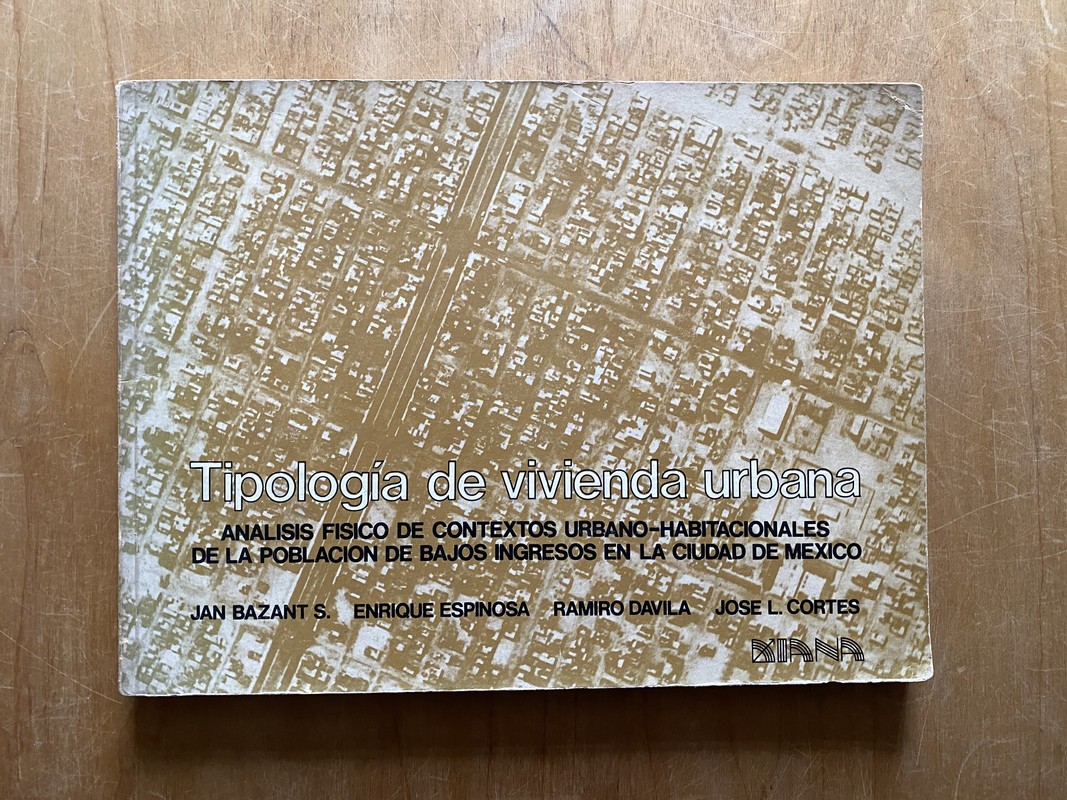 Tipología de vivienda urbana
ANALISIS FISICO DE CONTEXTOS URBANO-HABITACIONALES
DE LA POBLACION DE BAJOS INGRESOS EN LA CIUDAD DE MEXICO
JAN BAZANT S. ENRIQUE ESPINOSA RAMIRO DAVILA JOSE L. CORTES
DIANA